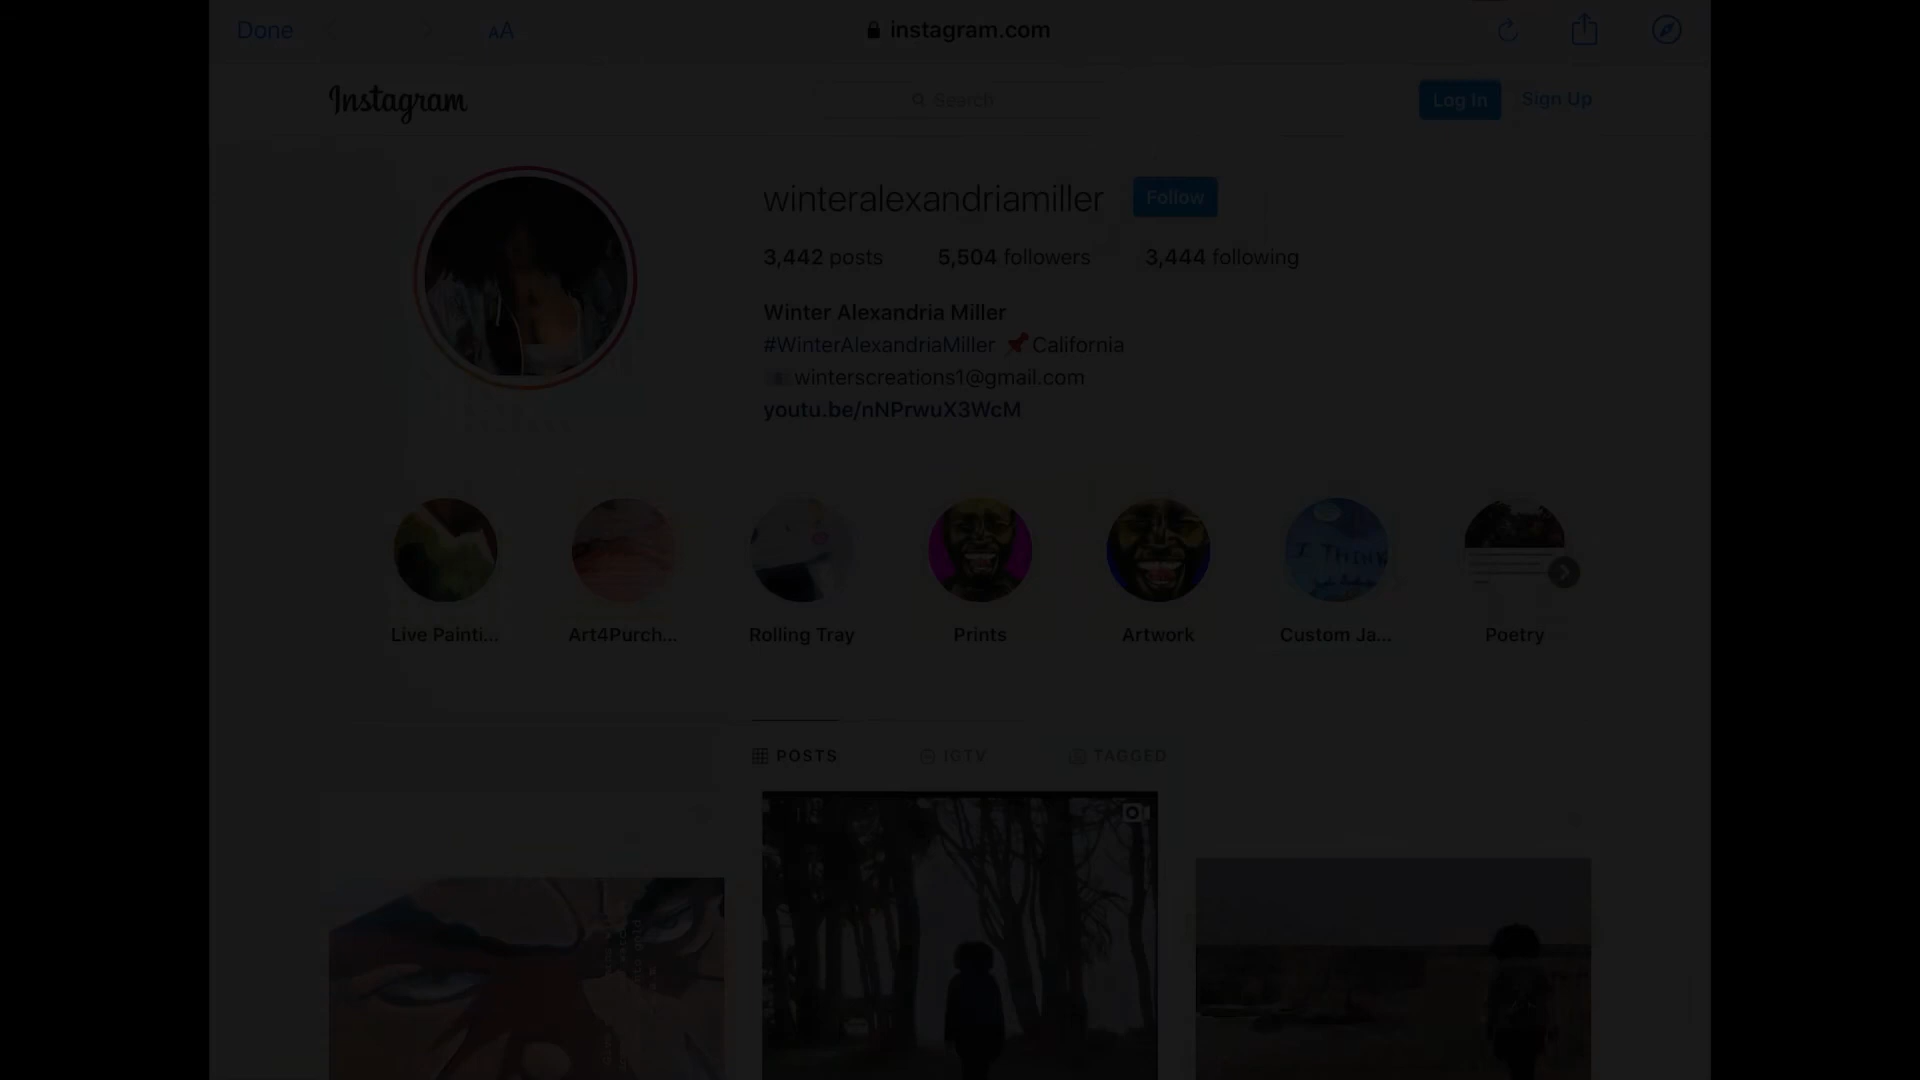 Done
AA
instagram.com
Instagram
Search
Log In
Sign Up
winteralexandriamiller
Follow
3,442 posts
5,504 followers
3,444 following
Winter Alexandria Miller
#WinterAlexandriaMiller 📌California
📧winterscreations1@gmail.com
youtu.be/nNPrwuX3WcM
Live Painti...
Art4Purch...
Rolling Tray
Prints
Artwork
Custom Ja...
Poetry
I THINK
POSTS
IGTV
TAGGED